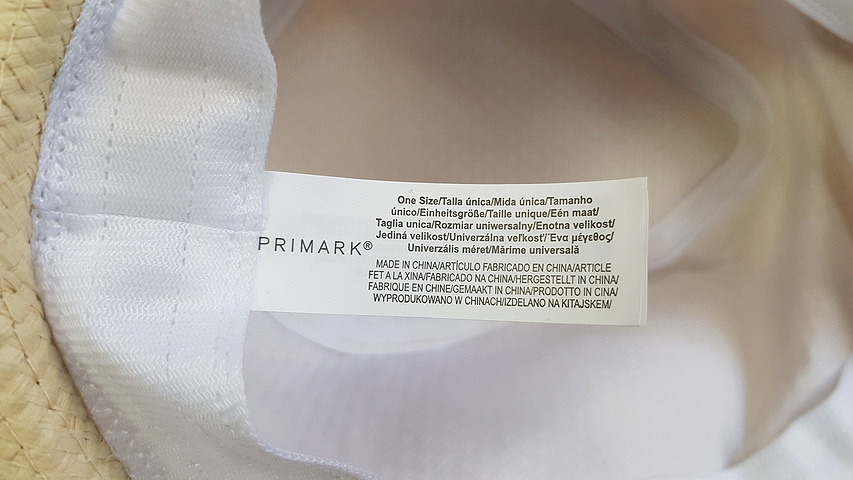 PRIMARK®
One Size/Talla única/Mida única/Tamanho
único/Einheitsgröße/Taille unique/Eén maat/
Taglia unica/Rozmiar uniwersalny/Enotna velikost/
Jediná velikost/Univerzálna veľkosť/Ένα μέγεθος/
Univerzális méret/Mărime universală
MADE IN CHINA/ARTÍCULO FABRICADO EN CHINA/ARTICLE
FET A LA XINA/FABRICADO NA CHINA/HERGESTELLT IN CHINA/
FABRIQUE EN CHINE/GEMAAKT IN CHINA/PRODOTTO IN CINA/
WYPRODUKOWANO W CHINACH/IZDELANO NA KITAJSKEM/